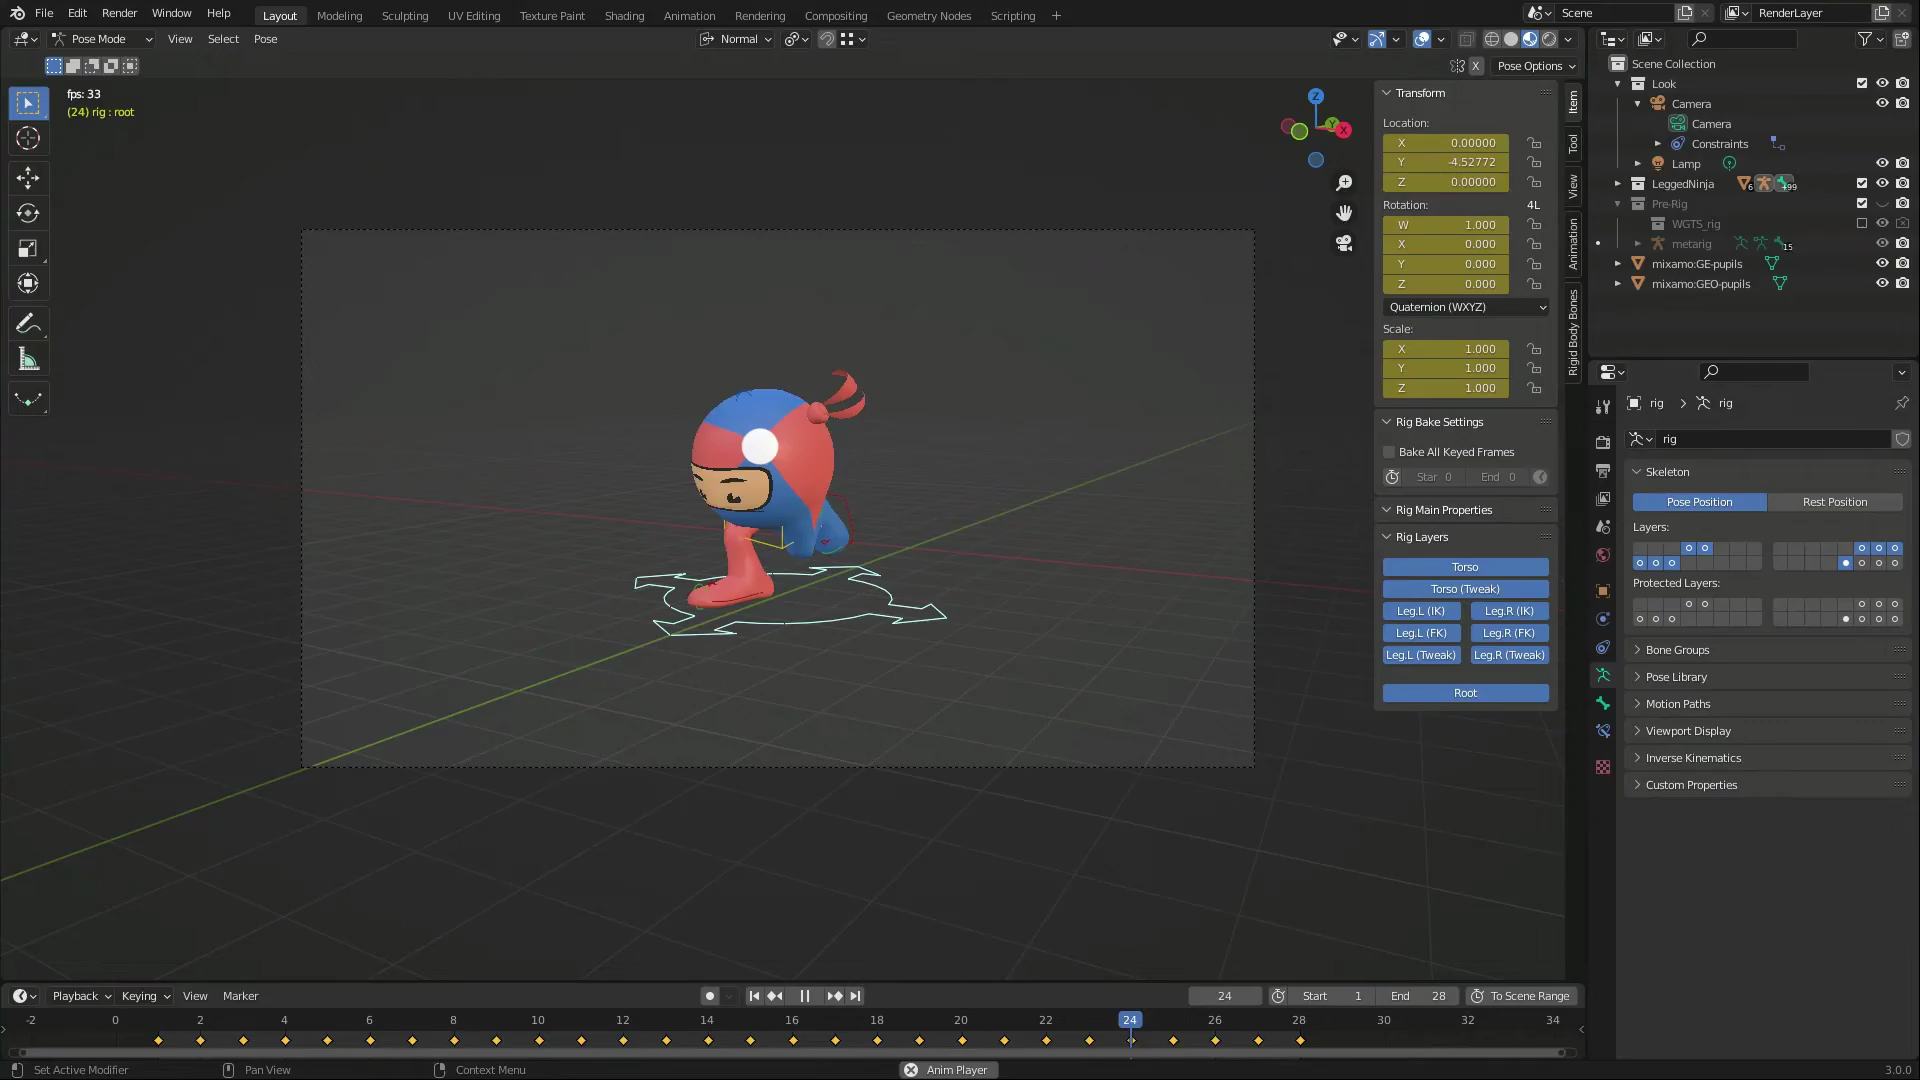 File Edit Render Window Help Layout Modeling Sculpting UV Editing Texture Paint Shading Animation Rendering Compositing Geometry Nodes Scripting + Scene RenderLayer
Pose Mode View Select Pose Normal
X Pose Options
fps: 33
(24) rig : root
Z
Y
X
Transform
Location:
X 0.00000
Y -4.52772
Z 0.00000
Rotation: 4L
W 1.000
X 0.000
Y 0.000
Z 0.000
Quaternion (WXYZ)
Scale:
X 1.000
Y 1.000
Z 1.000
Rig Bake Settings
Bake All Keyed Frames
Star 0 End 0
Rig Main Properties
Rig Layers
Torso
Torso (Tweak)
Leg.L (IK) Leg.R (IK)
Leg.L (FK) Leg.R (FK)
Leg.L (Tweak) Leg.R (Tweak)
Root
Item
Tool
View
Animation
Rigid Body Bones
Scene Collection
Look
Camera
Camera
Constraints
Lamp
LeggedNinja 6 +99
Pre-Rig
WGTS_rig
metarig 15
mixamo:GE-pupils
mixamo:GEO-pupils
rig rig
rig
Skeleton
Pose Position Rest Position
Layers:
Protected Layers:
Bone Groups
Pose Library
Motion Paths
Viewport Display
Inverse Kinematics
Custom Properties
Playback Keying View Marker 24 Start 1 End 28 To Scene Range
-2 0 2 4 6 8 10 12 14 16 18 20 22 24 26 28 30 32 34
Set Active Modifier Pan View Context Menu Anim Player 3.0.0